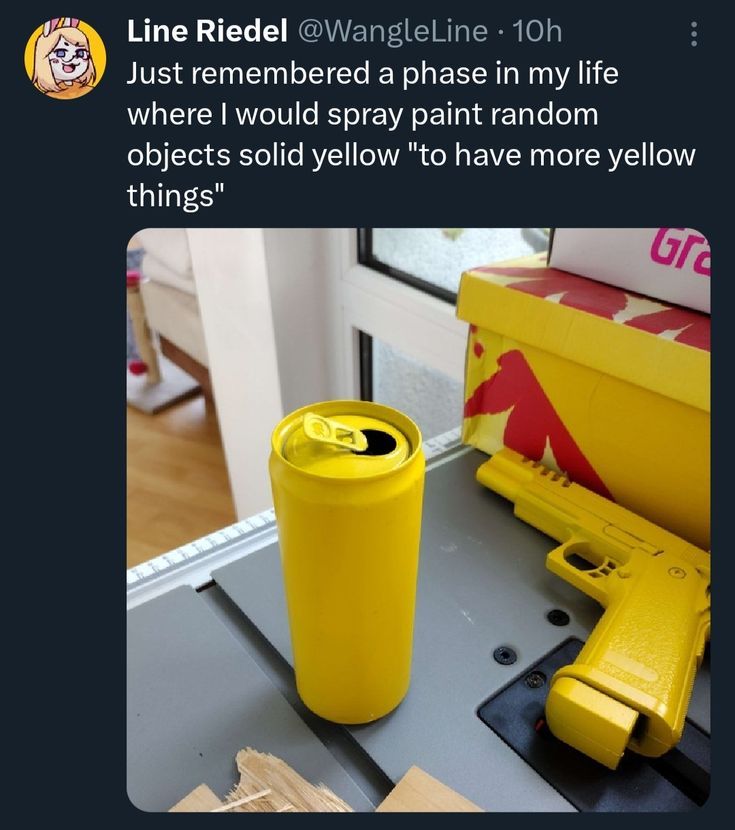 Line Riedel @WangleLine · 10h
Just remembered a phase in my life
where I would spray paint random
objects solid yellow "to have more yellow
things"
Gra